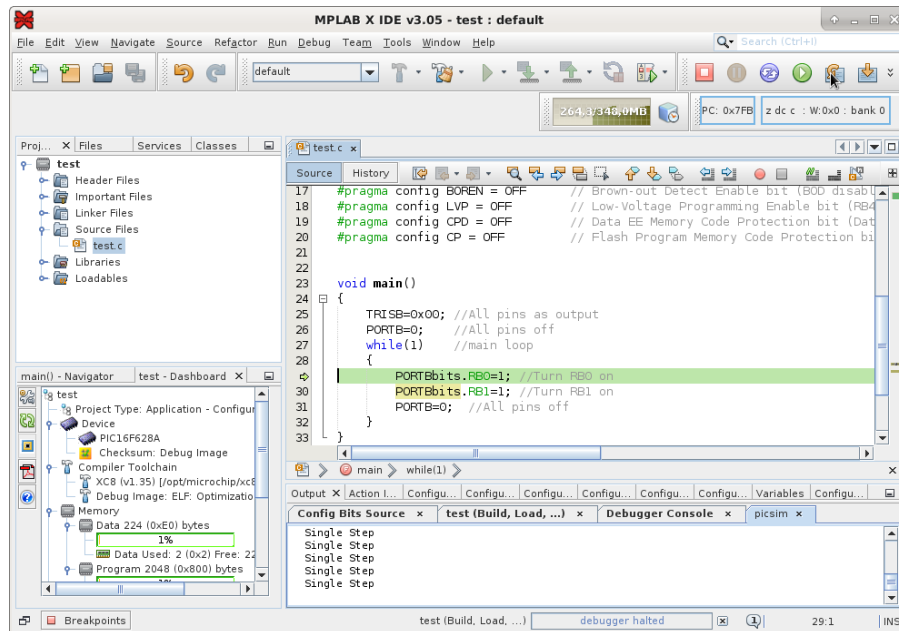 MPLAB X IDE v3.05 - test : default
File Edit View Navigate Source Refactor Run Debug Team Tools Window Help
Search (Ctrl+I)
default
264,3/348,0MB
PC: 0x7FB
z dc c : W:0x0 : bank 0
Proj... × Files Services Classes
test
Header Files
Important Files
Linker Files
Source Files
test.c
Libraries
Loadables
main() - Navigator test - Dashboard ×
test
Project Type: Application - Configur
Device
PIC16F628A
Checksum: Debug Image
Compiler Toolchain
XC8 (v1.35) [/opt/microchip/xc8
Debug Image: ELF: Optimizatio
Memory
Data 224 (0xE0) bytes
1%
Data Used: 2 (0x2) Free: 22
Program 2048 (0x800) bytes
test.c ×
Source History
17 #pragma config BOREN = OFF // Brown-out Detect Enable bit (BOD disabl
18 #pragma config LVP = OFF // Low-Voltage Programming Enable bit (RB4
19 #pragma config CPD = OFF // Data EE Memory Code Protection bit (Dat
20 #pragma config CP = OFF // Flash Program Memory Code Protection bi
21
22
23 void main()
24 {
25 TRISB=0x00; //All pins as output
26 PORTB=0; //All pins off
27 while(1) //main loop
28 {
PORTBbits.RB0=1; //Turn RB0 on
30 PORTBbits.RB1=1; //Turn RB1 on
31 PORTB=0; //All pins off
32 }
33 }
main while(1)
Output × Action I... Configu... Configu... Configu... Configu... Configu... Configu... Variables Configu...
Config Bits Source × test (Build, Load, ...) × Debugger Console × picsim ×
Single Step
Single Step
Single Step
Single Step
Single Step
Breakpoints
test (Build, Load, ...) debugger halted 1 29:1 INS